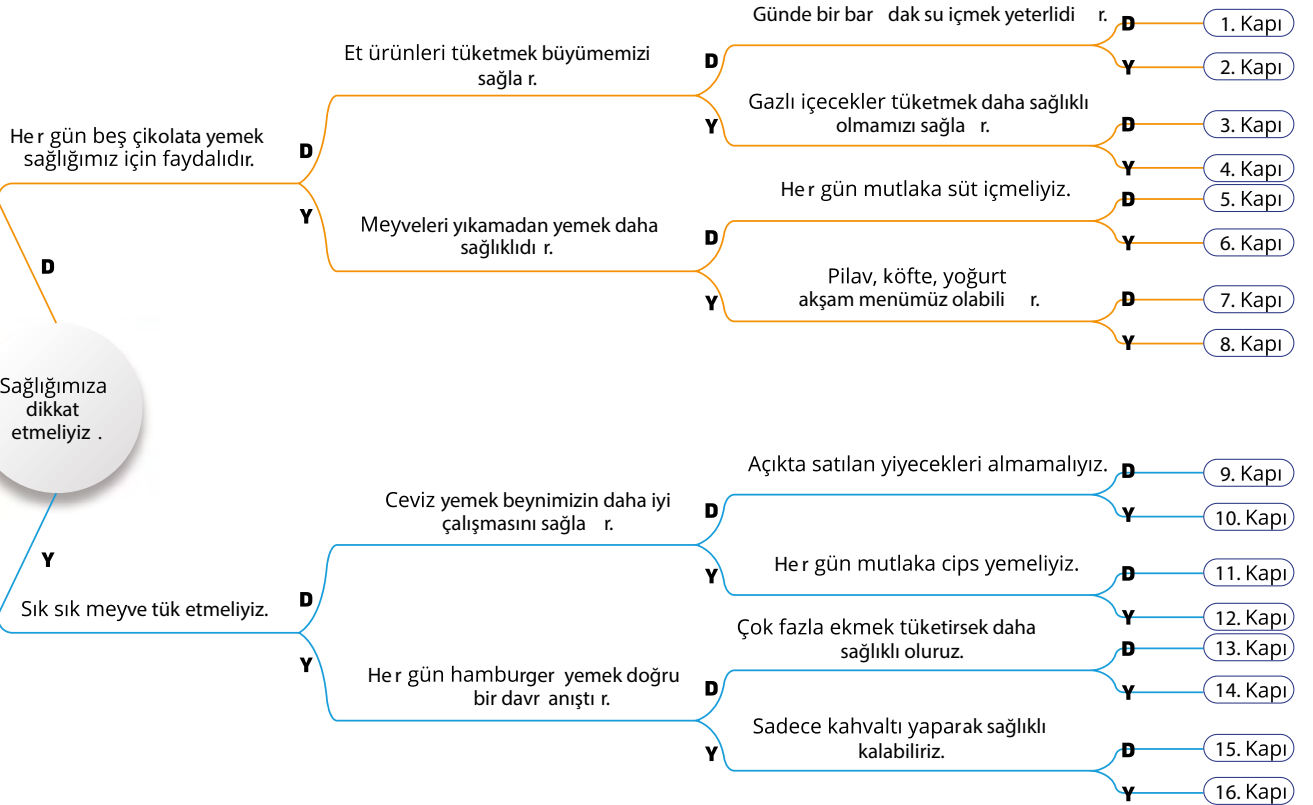 Günde bir bar dak su içmek yeterlidi r.
D
1. Kapı
Et ürünleri tüketmek büyümemizi
sağla r.
D
Y
2. Kapı
Gazlı içecekler tüketmek daha sağlıklı
olmamızı sağla r.
Y
D
3. Kapı
He r gün beş çikolata yemek
sağlığımız için faydalıdır.
D
Y
4. Kapı
Her gün mutlaka süt içmeliyiz.
D
5. Kapı
Y
Meyveleri yıkamadan yemek daha
sağlıklıdı r.
D
Y
6. Kapı
D
Pilav, köfte, yoğurt
akşam menümüz olabili r.
Y
D
7. Kapı
Y
8. Kapı
Sağlığımıza
dikkat
etmeliyiz .
Açıkta satılan yiyecekleri almamalıyız.
D
9. Kapı
Ceviz yemek beynimizin daha iyi
çalışmasını sağla r.
D
Y
10. Kapı
Y
He r gün mutlaka cips yemeliyiz.
Y
D
11. Kapı
Sık sık meyve tük etmeliyiz.
D
Y
12. Kapı
Çok fazla ekmek tüketirsek daha
sağlıklı oluruz.
D
13. Kapı
Y
He r gün hamburger yemek doğru
bir davr anıştı r.
D
Y
14. Kapı
Sadece kahvaltı yaparak sağlıklı
kalabiliriz.
Y
D
15. Kapı
Y
16. Kapı